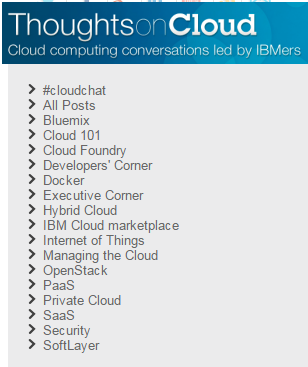 ThoughtsonCloud
Cloud computing conversations led by IBMers
#cloudchat
All Posts
Bluemix
Cloud 101
Cloud Foundry
Developers' Corner
Docker
Executive Corner
Hybrid Cloud
IBM Cloud marketplace
Internet of Things
Managing the Cloud
OpenStack
PaaS
Private Cloud
SaaS
Security
SoftLayer